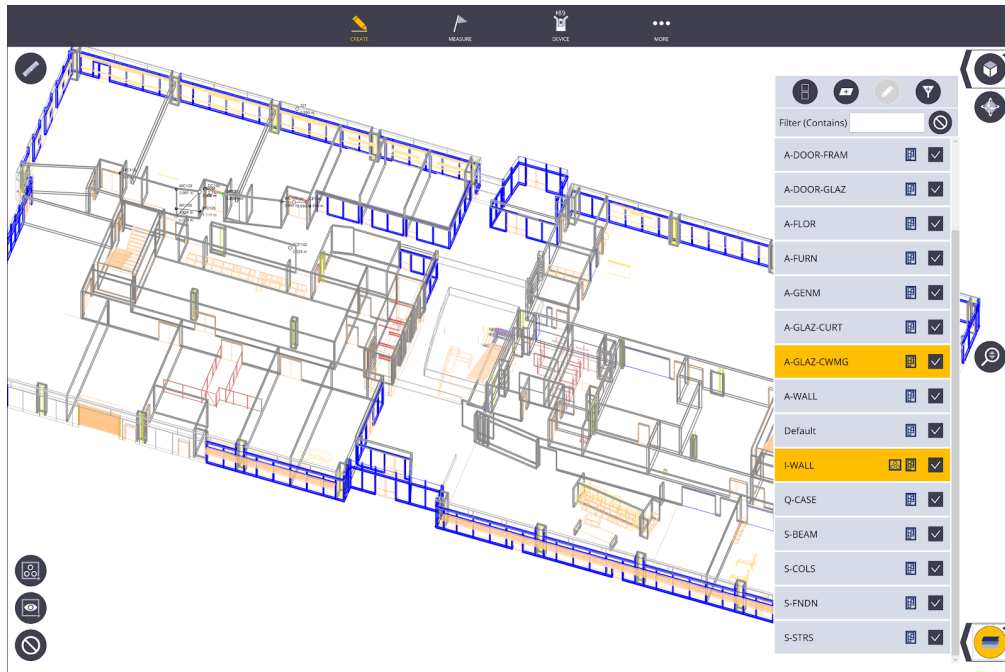 +89
CREATE
MEASURE
DEVICE
MORE
Filter (Contains)
A-DOOR-FRAM
A-DOOR-GLAZ
A-FLOR
A-FURN
A-GENM
A-GLAZ-CURT
A-GLAZ-CWMG
A-WALL
Default
I-WALL
Q-CASE
S-BEAM
S-COLS
S-FNDN
S-STRS